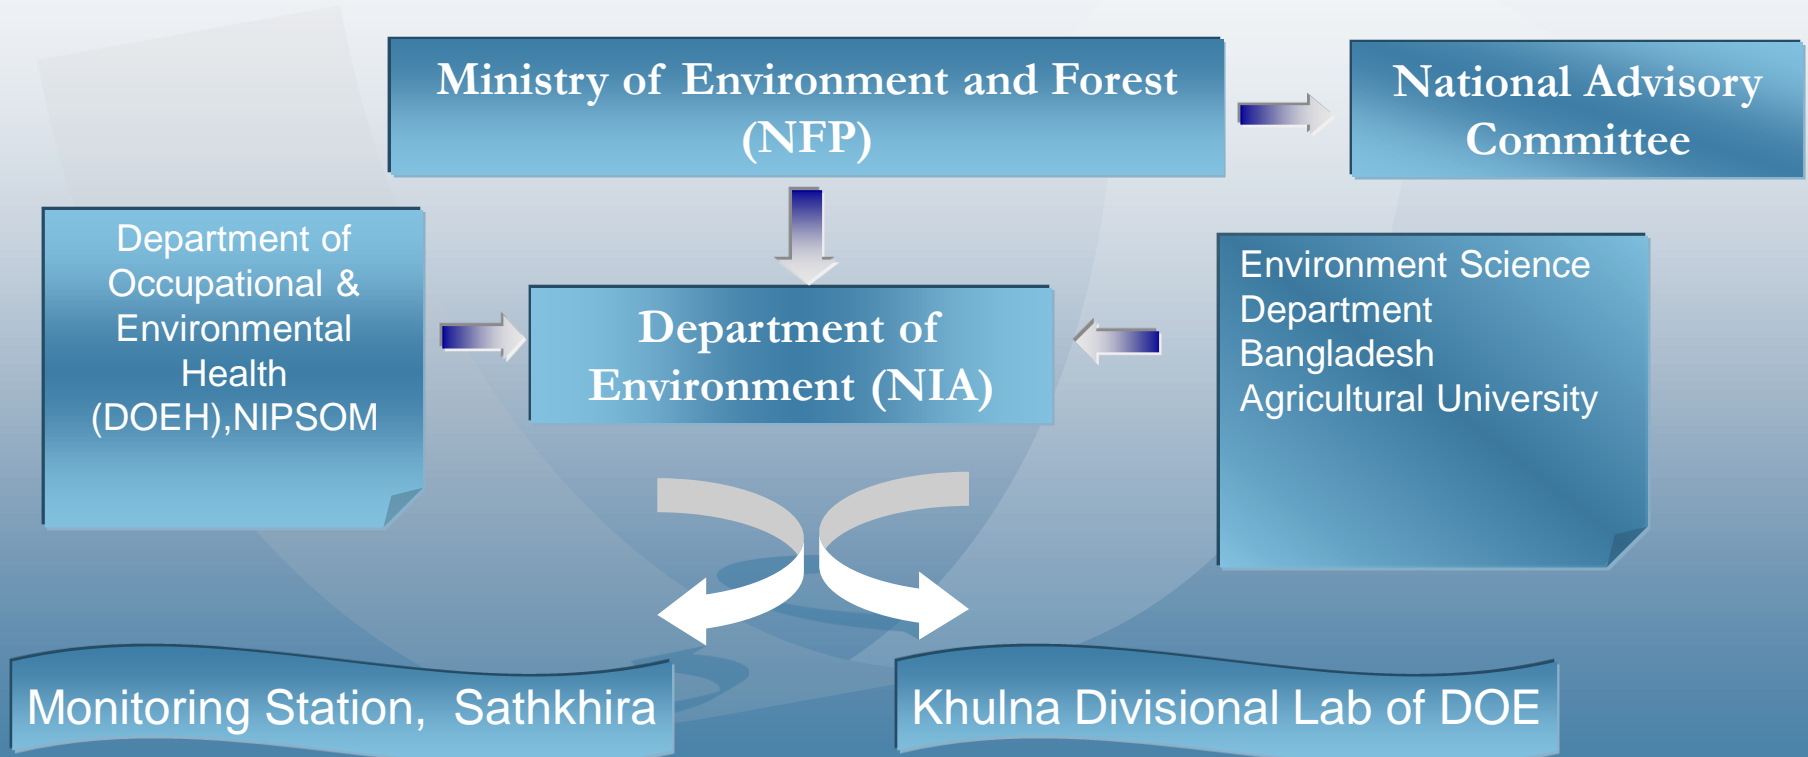 Ministry of Environment and Forest
(NFP)
National Advisory
Committee
Department of
Occupational &
Environmental
Health
(DOEH),NIPSOM
Department of
Environment (NIA)
Environment Science
Department
Bangladesh
Agricultural University
Monitoring Station, Sathkhira
Khulna Divisional Lab of DOE